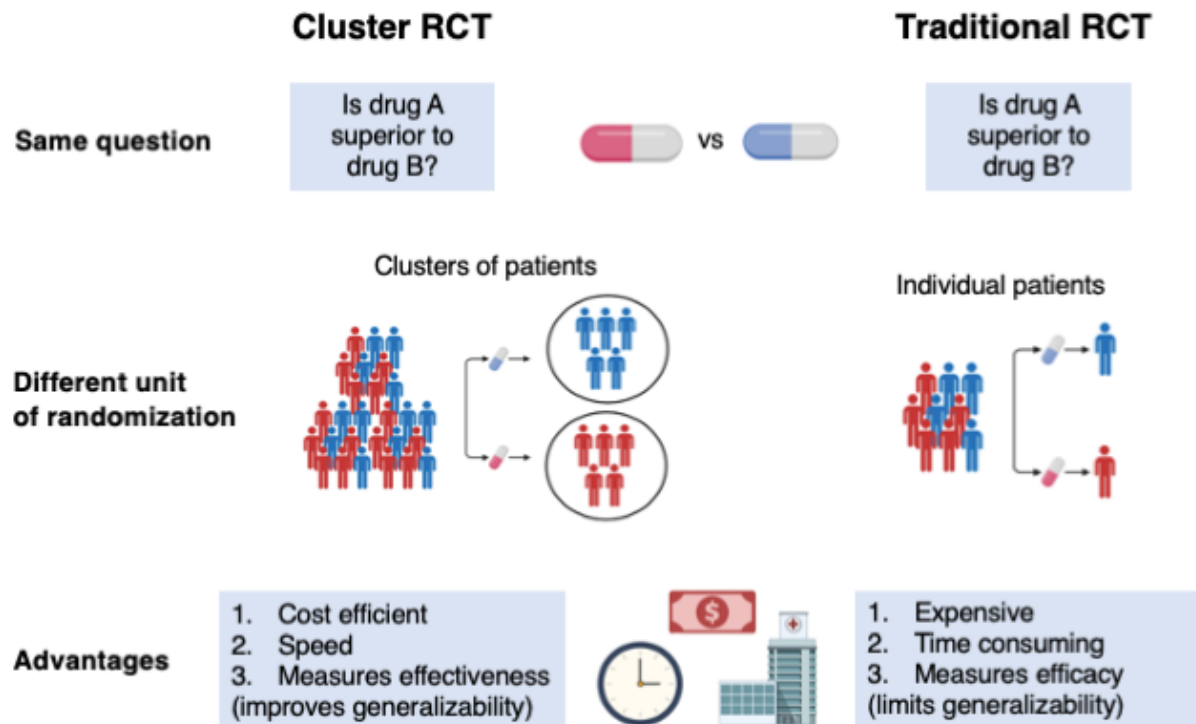 Cluster RCT
Traditional RCT
Same question
Is drug A
superior to
drug B?
vs
Is drug A
superior to
drug B?
Different unit
of randomization
Clusters of patients
Individual patients
Advantages
1. Cost efficient
2. Speed
3. Measures effectiveness
(improves generalizability)
$
1. Expensive
2. Time consuming
3. Measures efficacy
(limits generalizability)